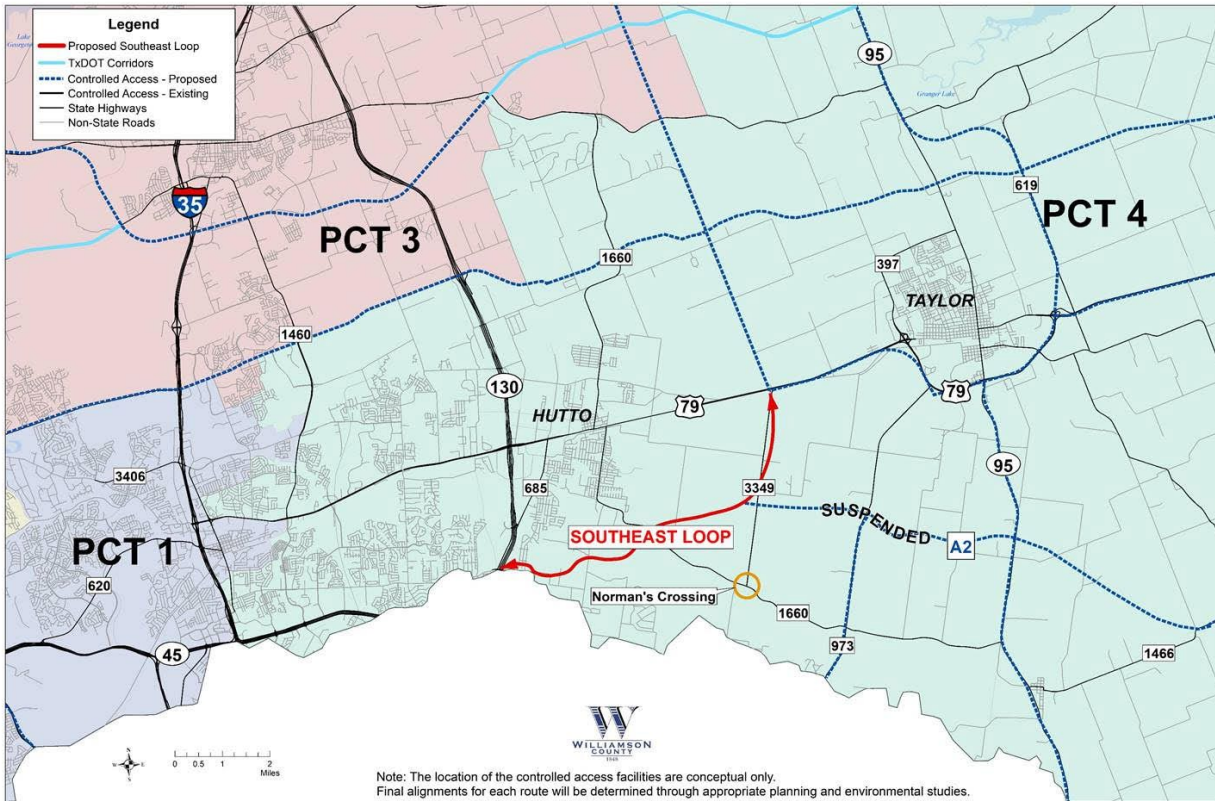 Legend
Proposed Southeast Loop
TxDOT Corridors
Controlled Access - Proposed
Controlled Access - Existing
State Highways
Non-State Roads
Lake
95
Granger Lake
35
619
PCT 3
PCT 4
1660
397
TAYLOR
1460
130
HUTTO
79
79
3406
95
685
3349
SUSPENDED
SOUTHEAST LOOP
A2
PCT 1
620
Norman's Crossing
1660
973
1466
45
N
W
E
S
0 0.5 1 2
Miles
W
WILLIAMSON
COUNTY
1848
Note: The location of the controlled access facilities are conceptual only.
Final alignments for each route will be determined through appropriate planning and environmental studies.